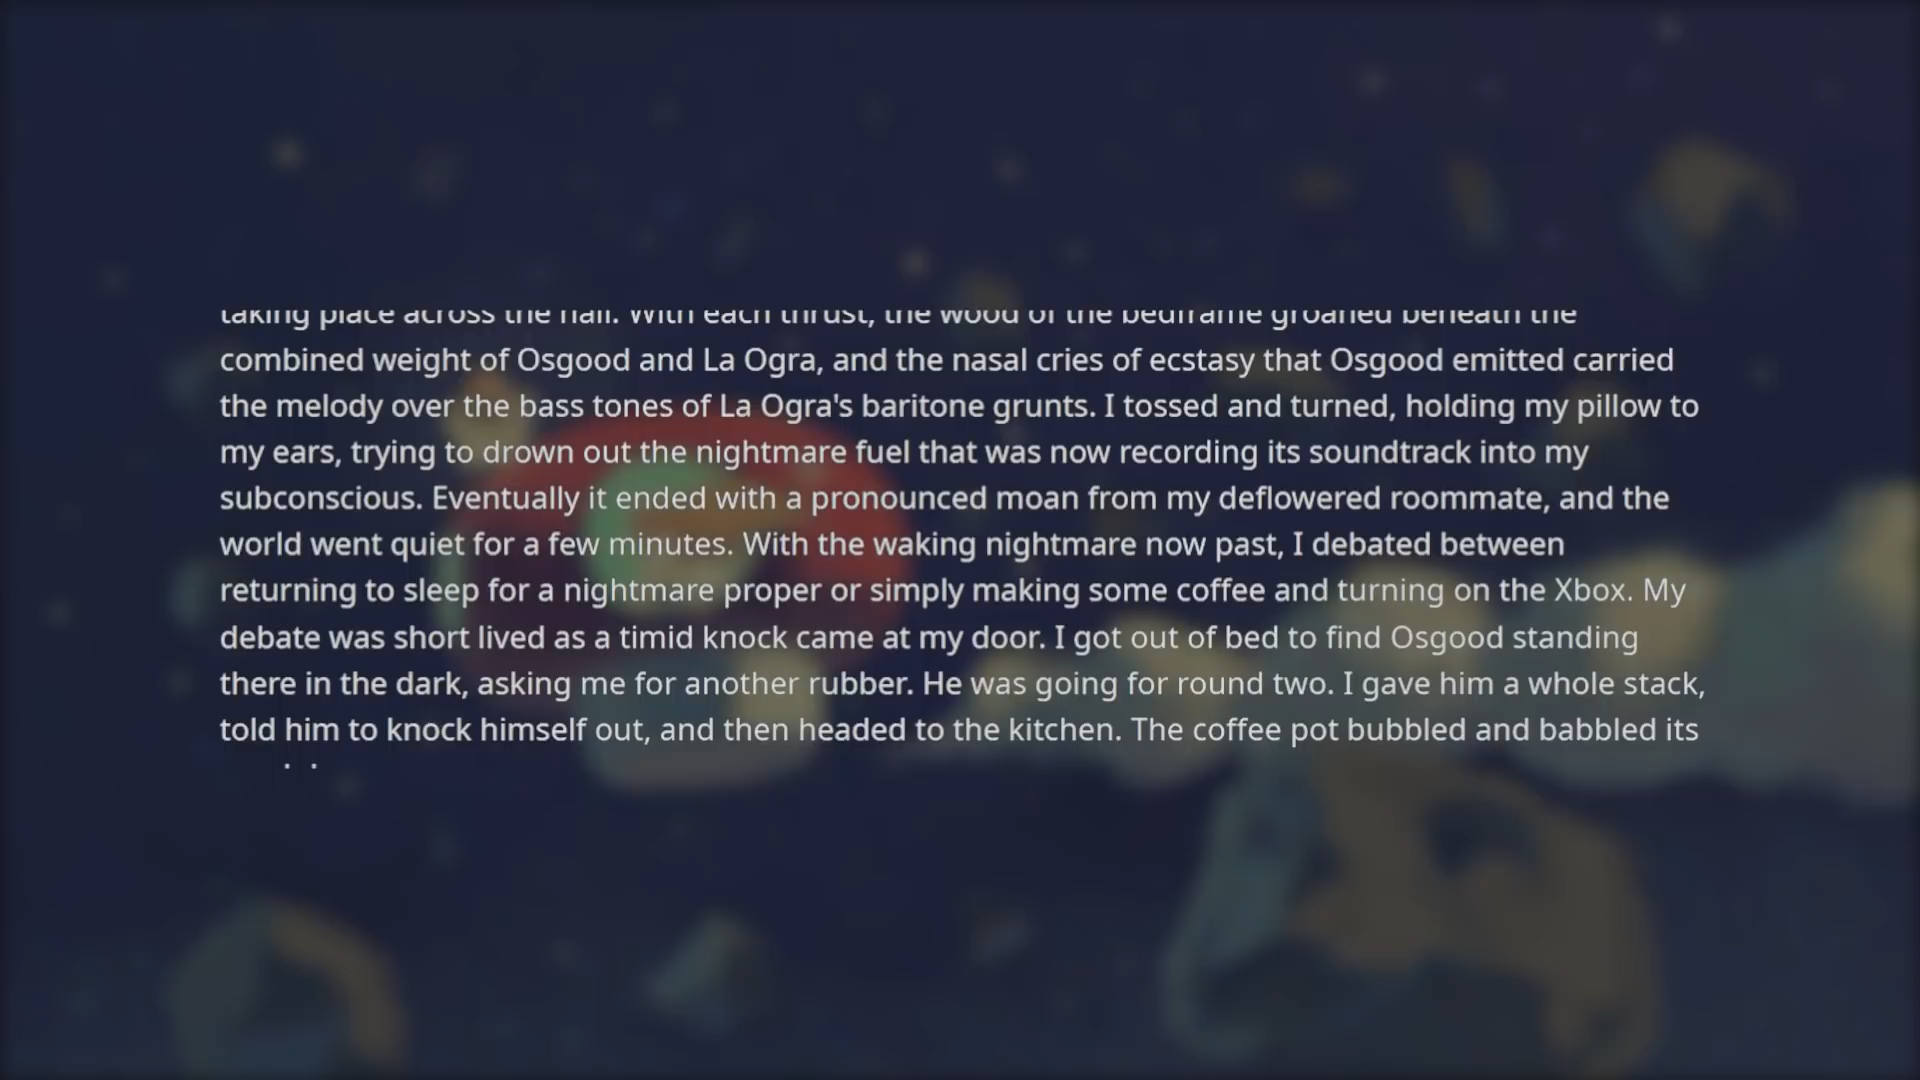 taking place across the hall. With each thrust, the wood of the bedframe groaned beneath the
combined weight of Osgood and La Ogra, and the nasal cries of ecstasy that Osgood emitted carried
the melody over the bass tones of La Ogra's baritone grunts. I tossed and turned, holding my pillow to
my ears, trying to drown out the nightmare fuel that was now recording its soundtrack into my
subconscious. Eventually it ended with a pronounced moan from my deflowered roommate, and the
world went quiet for a few minutes. With the waking nightmare now past, I debated between
returning to sleep for a nightmare proper or simply making some coffee and turning on the Xbox. My
debate was short lived as a timid knock came at my door. I got out of bed to find Osgood standing
there in the dark, asking me for another rubber. He was going for round two. I gave him a whole stack,
told him to knock himself out, and then headed to the kitchen. The coffee pot bubbled and babbled its